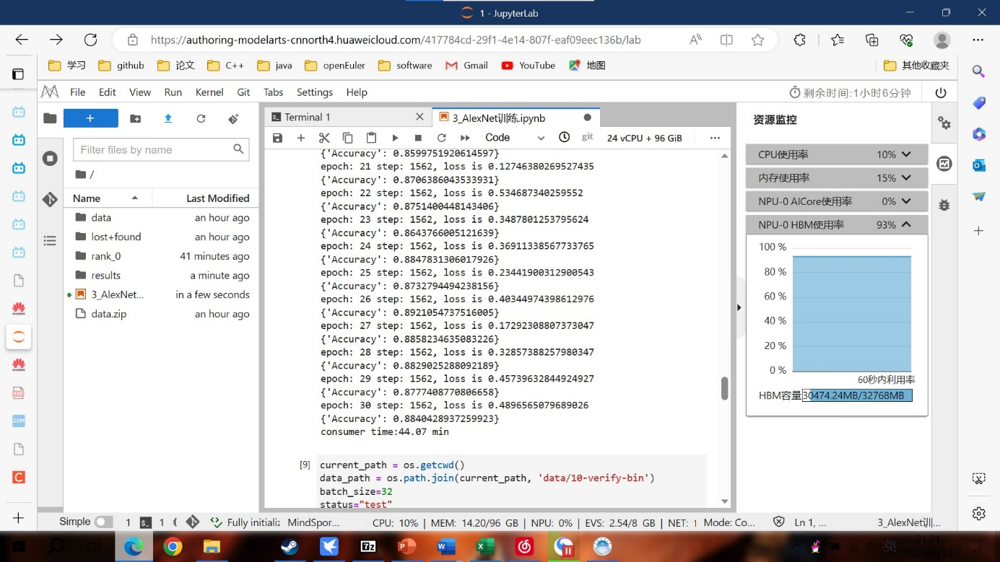 1 - JupyterLab
https://authoring-modelarts-cnnorth4.huaweicloud.com/417784cd-29f1-4e14-807f-eaf09eec136b/lab
学习 github 论文 C++ java openEuler software Gmail YouTube 地图 其他收藏夹
File Edit View Run Kernel Git Tabs Settings Help 剩余时间:1小时6分钟
Terminal 1 3_AlexNet训练.ipynb
Code git 24 vCPU + 96 GiB
Filter files by name
/
Name Last Modified
data an hour ago
lost+found an hour ago
rank_0 41 minutes ago
results a minute ago
3_AlexNet... in a few seconds
data.zip an hour ago
{'Accuracy': 0.8599751920614597}
epoch: 21 step: 1562, loss is 0.12746380269527435
{'Accuracy': 0.8706386043533931}
epoch: 22 step: 1562, loss is 0.534687340259552
{'Accuracy': 0.8751400448143406}
epoch: 23 step: 1562, loss is 0.3487801253795624
{'Accuracy': 0.8643766005121639}
epoch: 24 step: 1562, loss is 0.36911338567733765
{'Accuracy': 0.8847831306017926}
epoch: 25 step: 1562, loss is 0.23441900312900543
{'Accuracy': 0.8732794494238156}
epoch: 26 step: 1562, loss is 0.40344974398612976
{'Accuracy': 0.8921054737516005}
epoch: 27 step: 1562, loss is 0.17292308807373047
{'Accuracy': 0.8858234635083226}
epoch: 28 step: 1562, loss is 0.32857388257980347
{'Accuracy': 0.8829025288092189}
epoch: 29 step: 1562, loss is 0.45739632844924927
{'Accuracy': 0.8777408770806658}
epoch: 30 step: 1562, loss is 0.4896565079689026
{'Accuracy': 0.8840428937259923}
consumer time:44.07 min
[9] current_path = os.getcwd()
data_path = os.path.join(current_path, 'data/10-verify-bin')
batch_size=32
status="test"
资源监控
CPU使用率 10%
内存使用率 15%
NPU-0 AICore使用率 0%
NPU-0 HBM使用率 93%
100 %
80 %
60 %
40 %
20 %
0 %
60秒内利用率
HBM容量 30474.24MB/32768MB
Simple 1 1 Fully initializ MindSpor... CPU: 10% | MEM: 14.20/96 GB | NPU: 0% | EVS: 2.54/8 GB | NET: 1 Mode: Co... Ln 1, ... 3_AlexNet训...